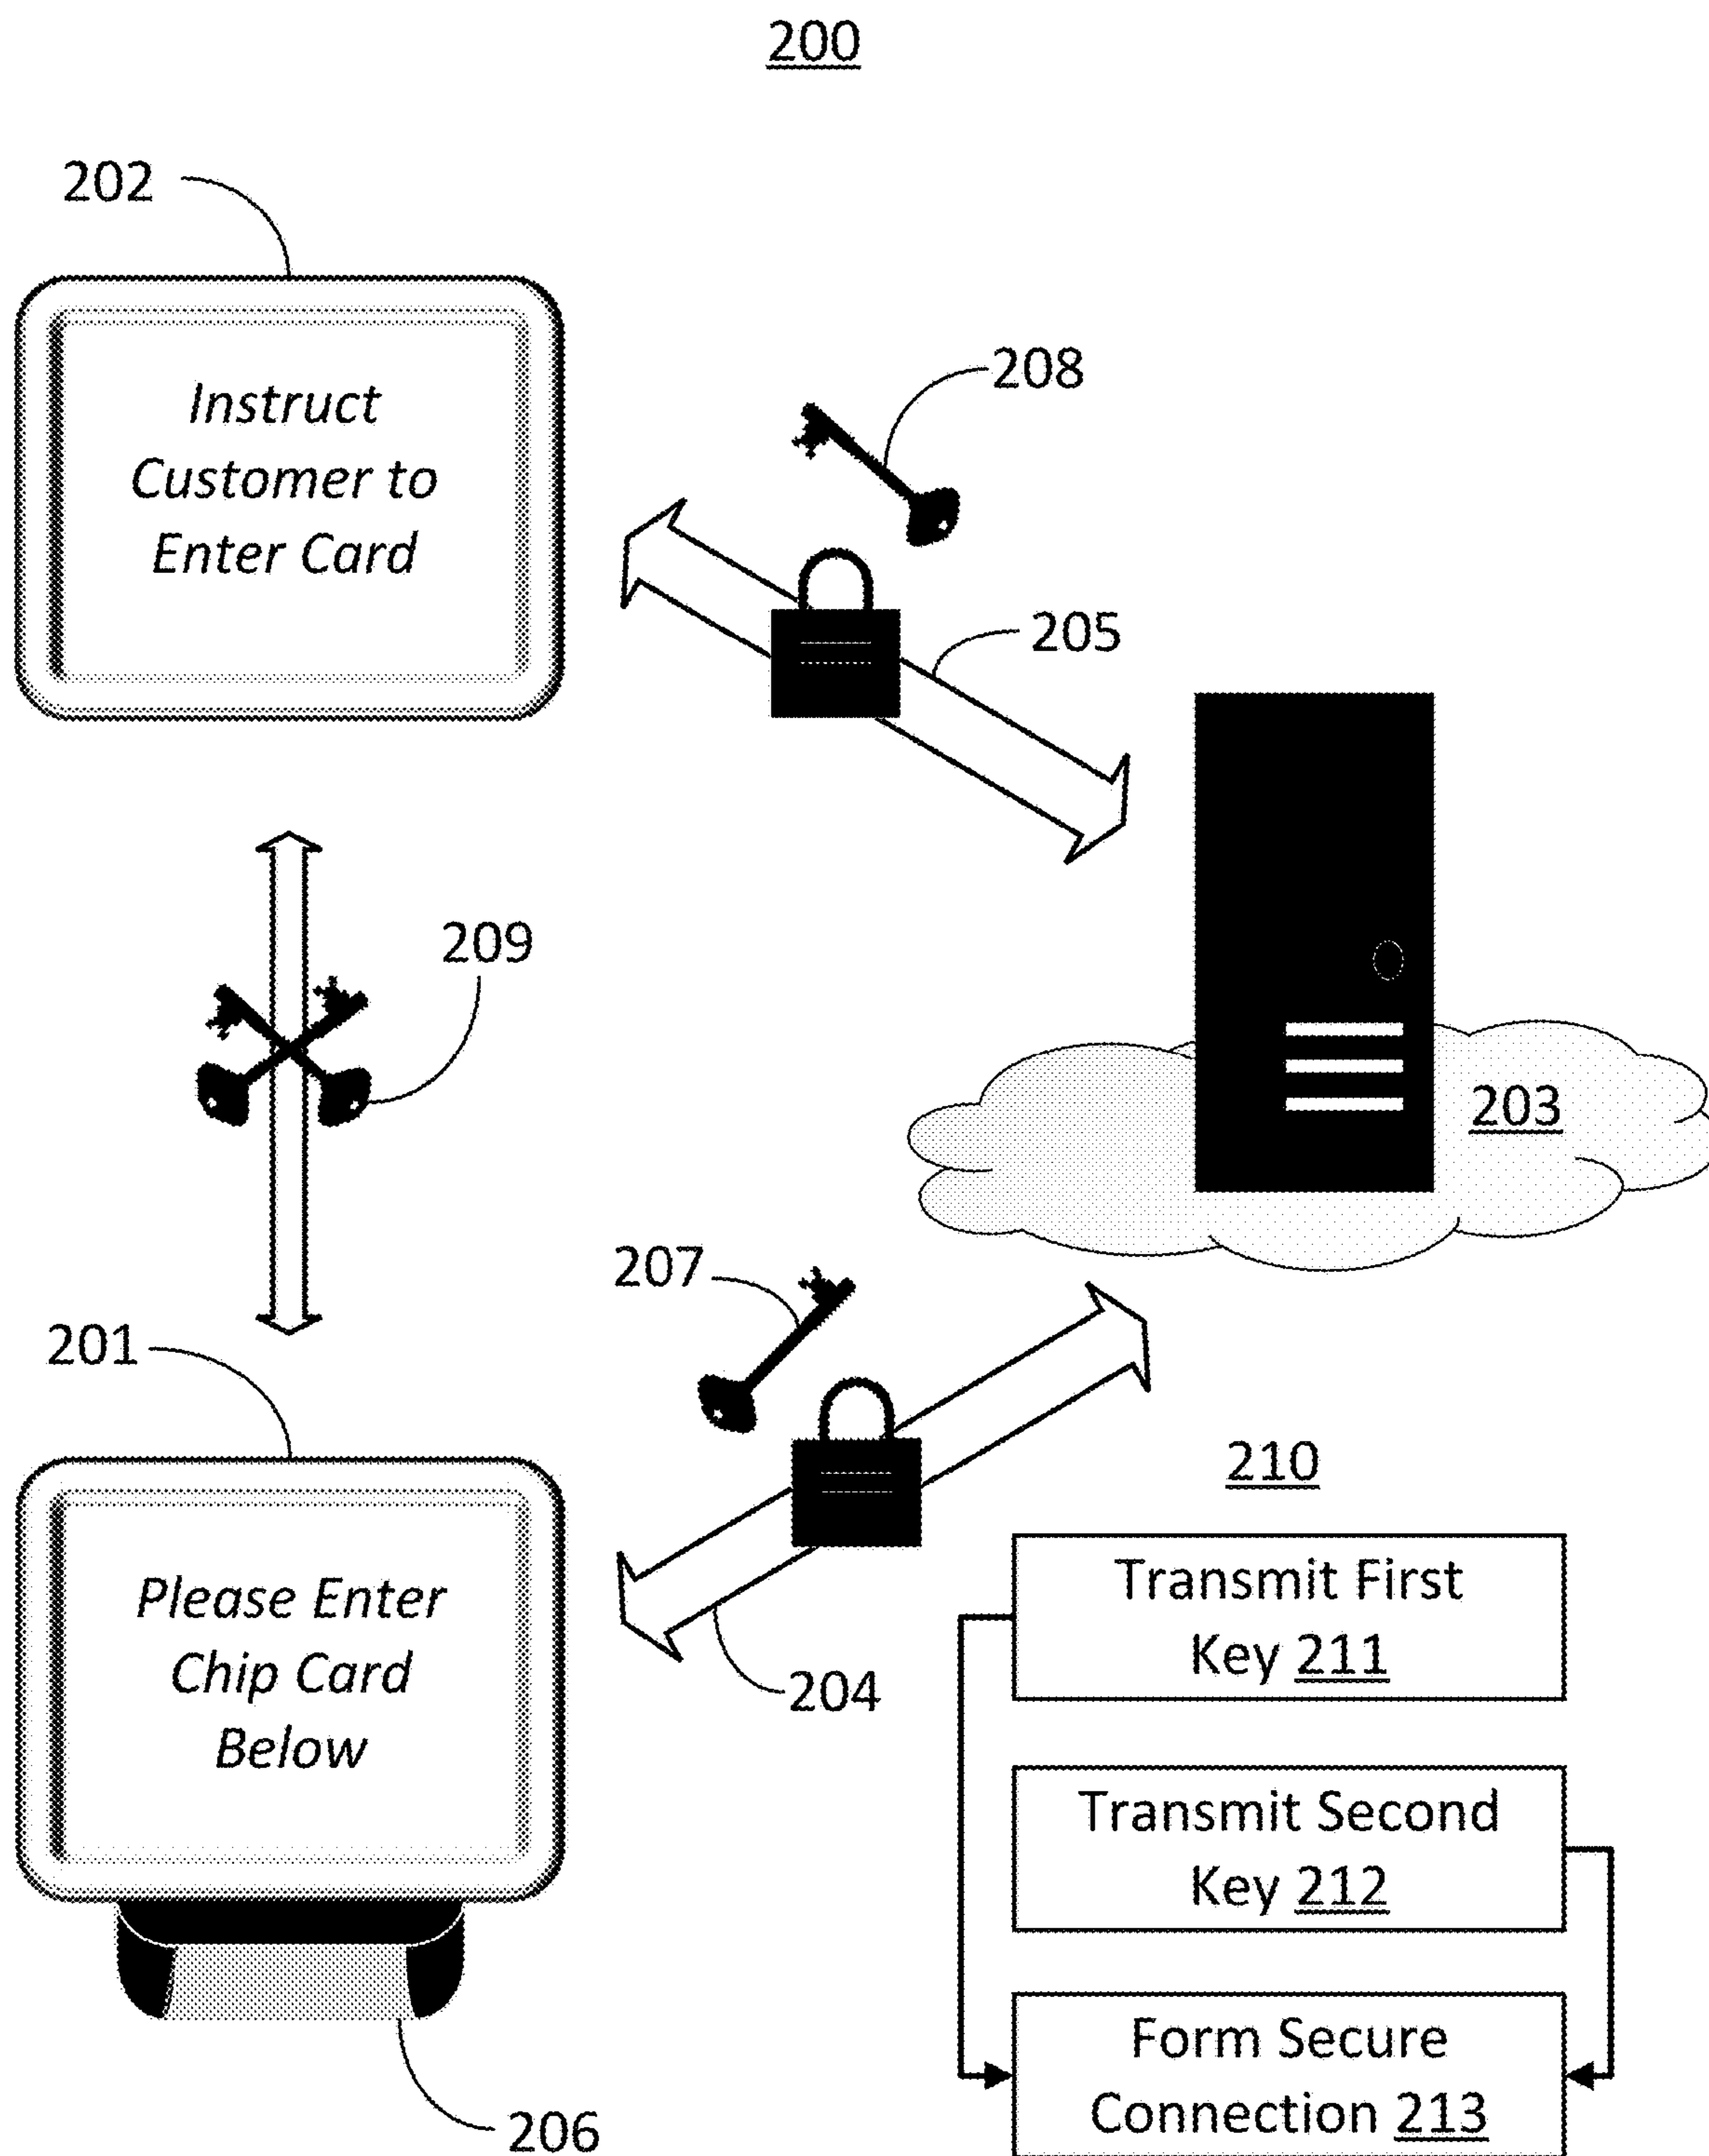 200
202
Instruct
Customer to
Enter Card
208
205
209
203
207
201
Please Enter
Chip Card
Below
204
206
210
Transmit First
Key 211
Transmit Second
Key 212
Form Secure
Connection 213